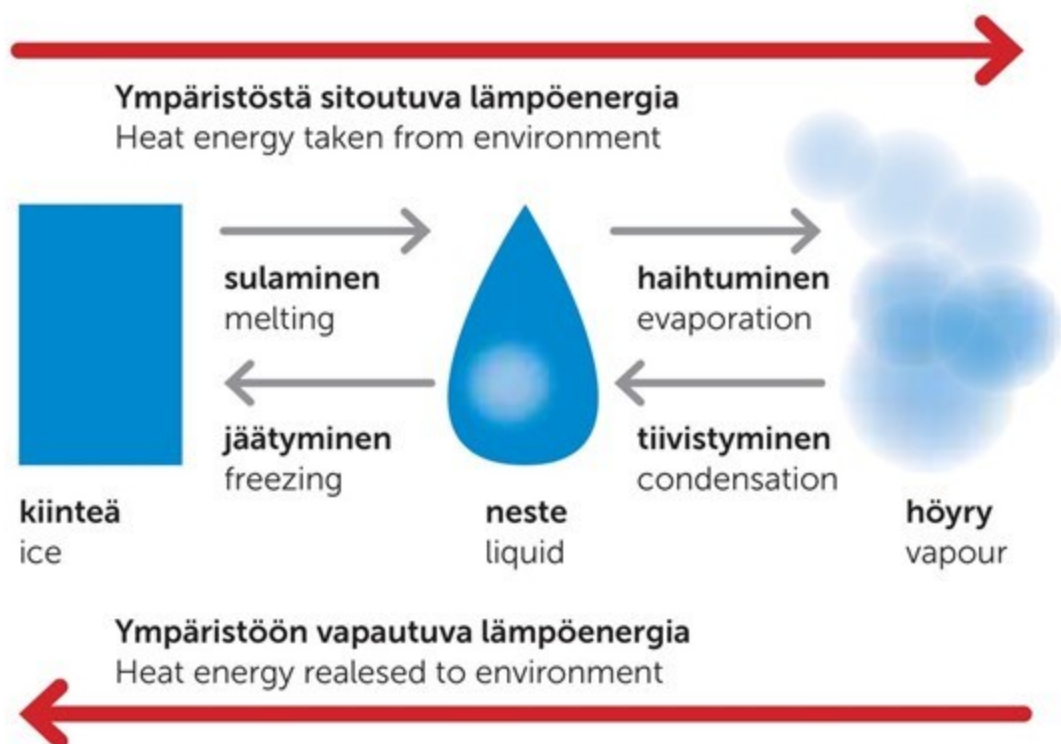 Ympäristöstä sitoutuva lämpöenergia
Heat energy taken from environment
sulaminen
melting
haihtuminen
evaporation
jäätyminen
freezing
tiivistyminen
condensation
kiinteä
ice
neste
liquid
höyry
vapour
Ympäristöön vapautuva lämpöenergia
Heat energy realesed to environment